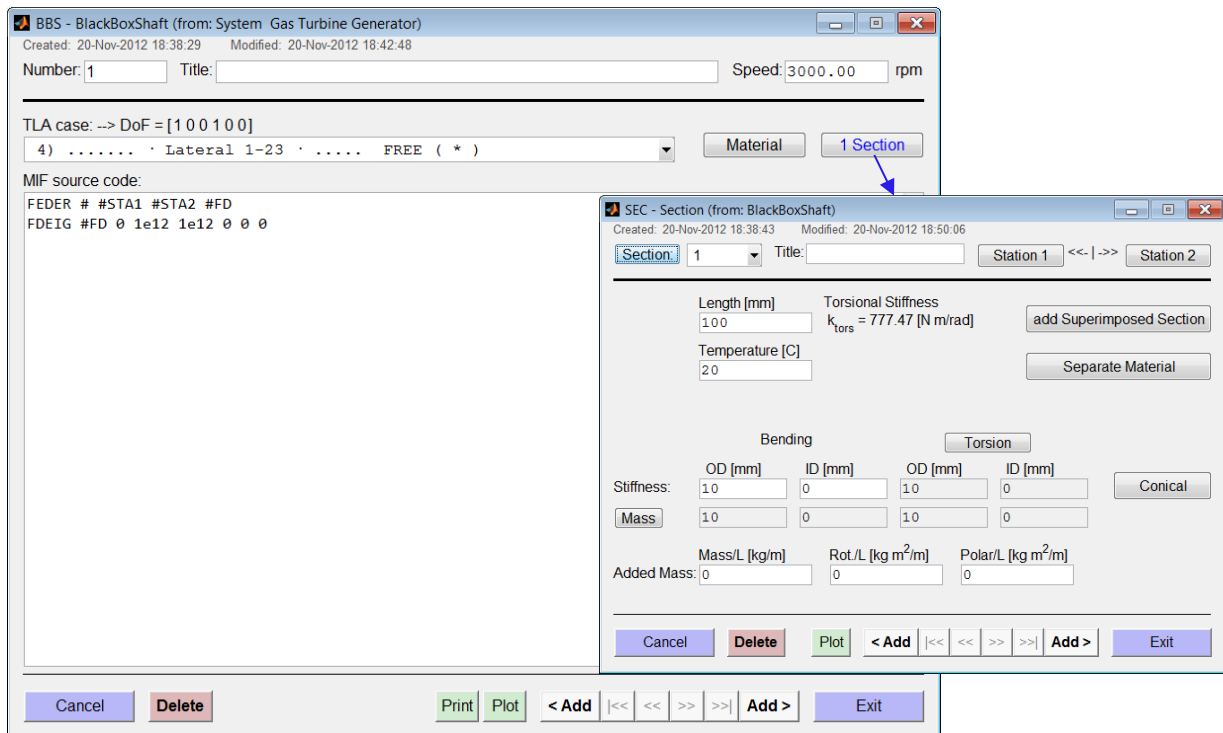 BBS - BlackBoxShaft (from: System  Gas Turbine Generator)
Created: 20-Nov-2012 18:38:29 Modified: 20-Nov-2012 18:42:48
Number: 1 Title: Speed: 3000.00 rpm
TLA case: --> DoF = [1 0 0 1 0 0]
4) ....... · Lateral 1-23 · ..... FREE ( * ) Material 1 Section
MIF source code:
FEDER # #STA1 #STA2 #FD
FDEIG #FD 0 1e12 1e12 0 0 0
SEC - Section (from: BlackBoxShaft)
Created: 20-Nov-2012 18:38:43 Modified: 20-Nov-2012 18:50:06
Section: 1 Title: Station 1 <<- | ->> Station 2
Length [mm] Torsional Stiffness
100 k_tors = 777.47 [N m/rad] add Superimposed Section
Temperature [C]
20 Separate Material
Bending Torsion
OD [mm] ID [mm] OD [mm] ID [mm]
Stiffness: 10 0 10 0 Conical
Mass 10 0 10 0
Mass/L [kg/m] Rot./L [kg m²/m] Polar/L [kg m²/m]
Added Mass: 0 0 0
Cancel Delete Plot < Add |<< << >> >>| Add > Exit
Cancel Delete Print Plot < Add |<< << >> >>| Add > Exit